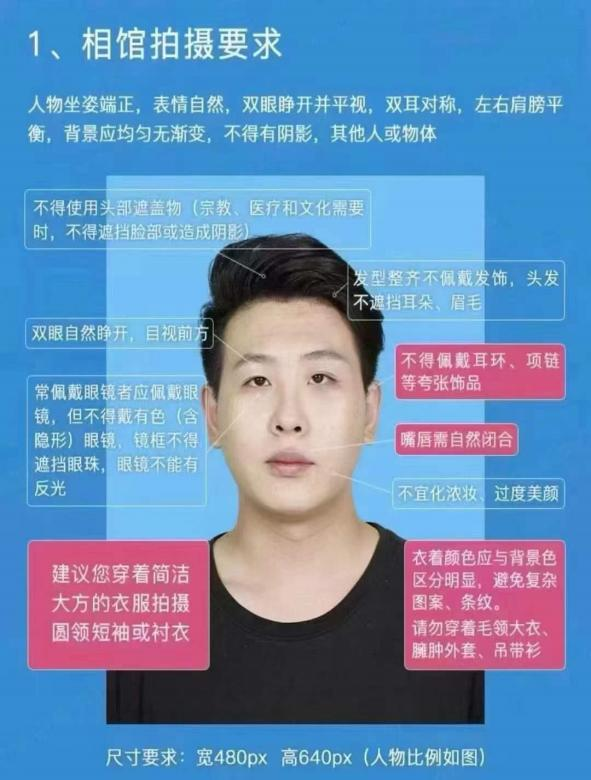 1、相馆拍摄要求
人物坐姿端正，表情自然，双眼睁开并平视，双耳对称，左右肩膀平
衡，背景应均匀无渐变，不得有阴影，其他人或物体
不得使用头部遮盖物（宗教、医疗和文化需要
时，不得遮挡脸部或造成阴影）
发型整齐不佩戴发饰，头发
不遮挡耳朵、眉毛
双眼自然睁开，目视前方
不得佩戴耳环、项链
等夸张饰品
常佩戴眼镜者应佩戴眼
镜，但不得戴有色（含
隐形）眼镜，镜框不得
遮挡眼珠，眼镜不能有
反光
嘴唇需自然闭合
不宜化浓妆、过度美颜
建议您穿着简洁
大方的衣服拍摄
圆领短袖或衬衣
衣着颜色应与背景色
区分明显，避免复杂
图案、条纹。
请勿穿着毛领大衣、
臃肿外套、吊带衫
尺寸要求：宽480px 高640px（人物比例如图）